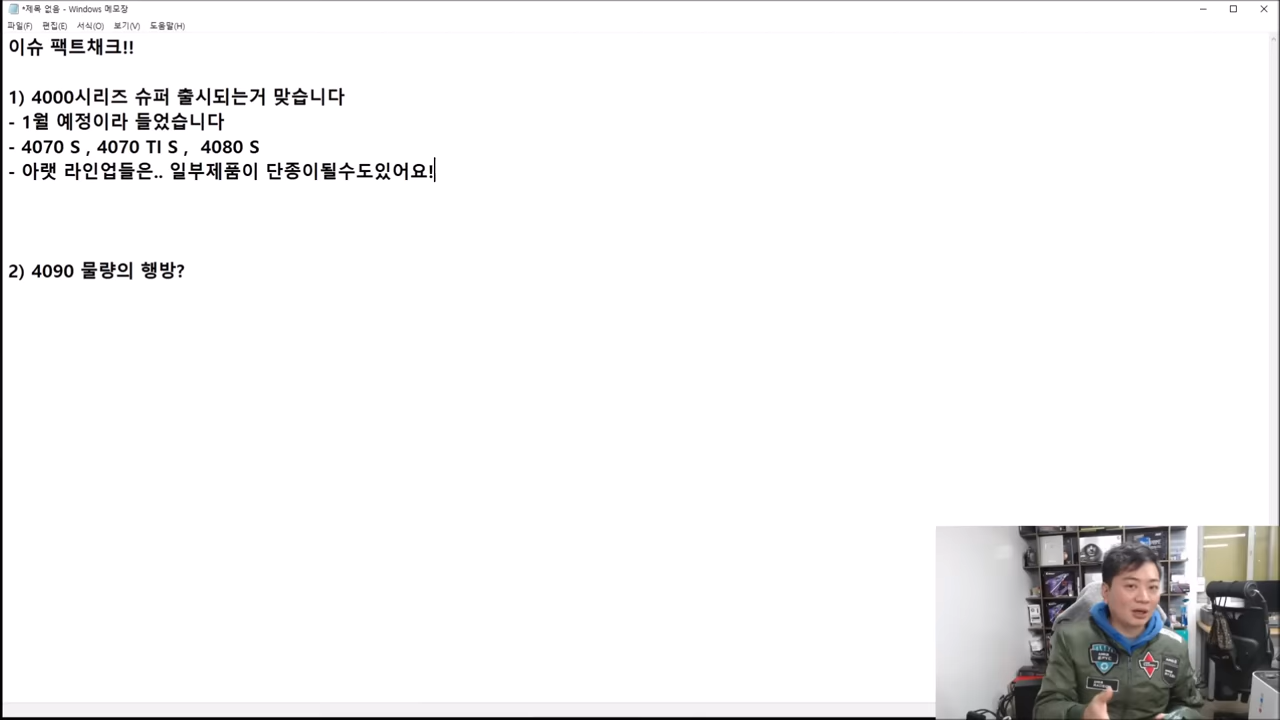 *제목 없음 - Windows 메모장
파일(F) 편집(E) 서식(O) 보기(V) 도움말(H)
이슈 팩트채크!!
1) 4000시리즈 슈퍼 출시되는거 맞습니다
- 1월 예정이라 들었습니다
- 4070 S , 4070 TI S ,  4080 S
- 아랫 라인업들은.. 일부제품이 단종이될수도있어요!
2) 4090 물량의 행방?